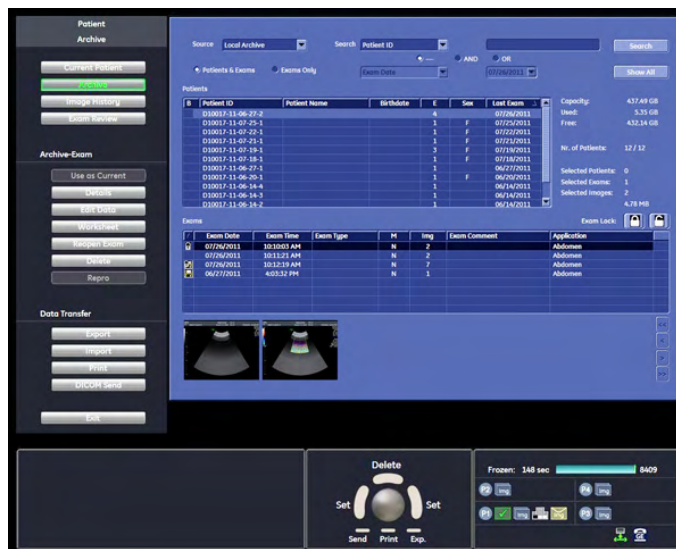 Patient
Archive
Current Patient
Archive
Image History
Exam Review
Archive-Exam
Use as Current
Details
Edit Data
Worksheet
Reopen Exam
Delete
Repro
Data Transfer
Export
Import
Print
DICOM Send
Exit
Source Local Archive Search Patient ID Search
--- AND OR
Patients & Exams Exams Only Exam Date 07/26/2011 Show All
Patients
B Patient ID Patient Name Birthdate E Sex Last Exam
D10017-11-06-27-2 4 07/26/2011
D10017-11-07-25-1 1 F 07/25/2011
D10017-11-07-22-1 1 F 07/22/2011
D10017-11-07-21-1 1 F 07/21/2011
D10017-11-07-19-1 3 F 07/19/2011
D10017-11-07-18-1 1 F 07/18/2011
D10017-11-06-27-1 1 06/27/2011
D10017-11-06-20-1 1 F 06/20/2011
D10017-11-06-14-4 1 06/14/2011
D10017-11-06-14-3 1 06/14/2011
D10017-11-06-14-2 1 06/14/2011
Capacity: 437.49 GB
Used: 5.35 GB
Free: 432.14 GB
Nr. of Patients: 12 / 12
Selected Patients: 0
Selected Exams: 1
Selected Images: 2
4.78 MB
Exams Exam Lock:
Exam Date Exam Time Exam Type M Img Exam Comment Application
07/26/2011 10:10:03 AM N 2 Abdomen
07/26/2011 10:11:21 AM N 2 Abdomen
07/26/2011 10:12:19 AM N 7 Abdomen
06/27/2011 4:03:32 PM N 1 Abdomen
<<
<
>
>>
Delete
Set Set
Send Print Exp.
Frozen: 148 sec 8409
P2 Img P4 Img
P1 Img P3 Img